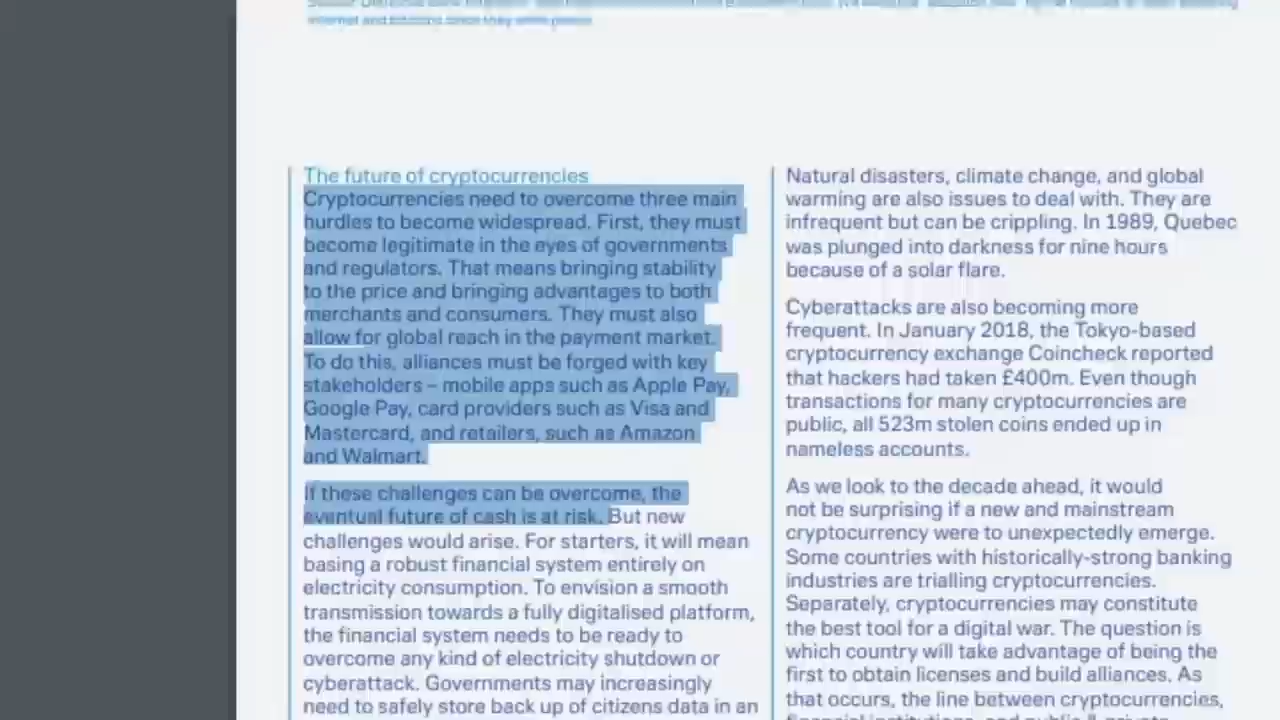 internet and bitcoins once they were joined.
The future of cryptocurrencies
Cryptocurrencies need to overcome three main
hurdles to become widespread. First, they must
become legitimate in the eyes of governments
and regulators. That means bringing stability
to the price and bringing advantages to both
merchants and consumers. They must also
allow for global reach in the payment market.
To do this, alliances must be forged with key
stakeholders – mobile apps such as Apple Pay,
Google Pay, card providers such as Visa and
Mastercard, and retailers, such as Amazon
and Walmart.
If these challenges can be overcome, the
eventual future of cash is at risk. But new
challenges would arise. For starters, it will mean
basing a robust financial system entirely on
electricity consumption. To envision a smooth
transmission towards a fully digitalised platform,
the financial system needs to be ready to
overcome any kind of electricity shutdown or
cyberattack. Governments may increasingly
need to safely store back up of citizens data in an
Natural disasters, climate change, and global
warming are also issues to deal with. They are
infrequent but can be crippling. In 1989, Quebec
was plunged into darkness for nine hours
because of a solar flare.
Cyberattacks are also becoming more
frequent. In January 2018, the Tokyo-based
cryptocurrency exchange Coincheck reported
that hackers had taken £400m. Even though
transactions for many cryptocurrencies are
public, all 523m stolen coins ended up in
nameless accounts.
As we look to the decade ahead, it would
not be surprising if a new and mainstream
cryptocurrency were to unexpectedly emerge.
Some countries with historically-strong banking
industries are trialling cryptocurrencies.
Separately, cryptocurrencies may constitute
the best tool for a digital war. The question is
which country will take advantage of being the
first to obtain licenses and build alliances. As
that occurs, the line between cryptocurrencies,